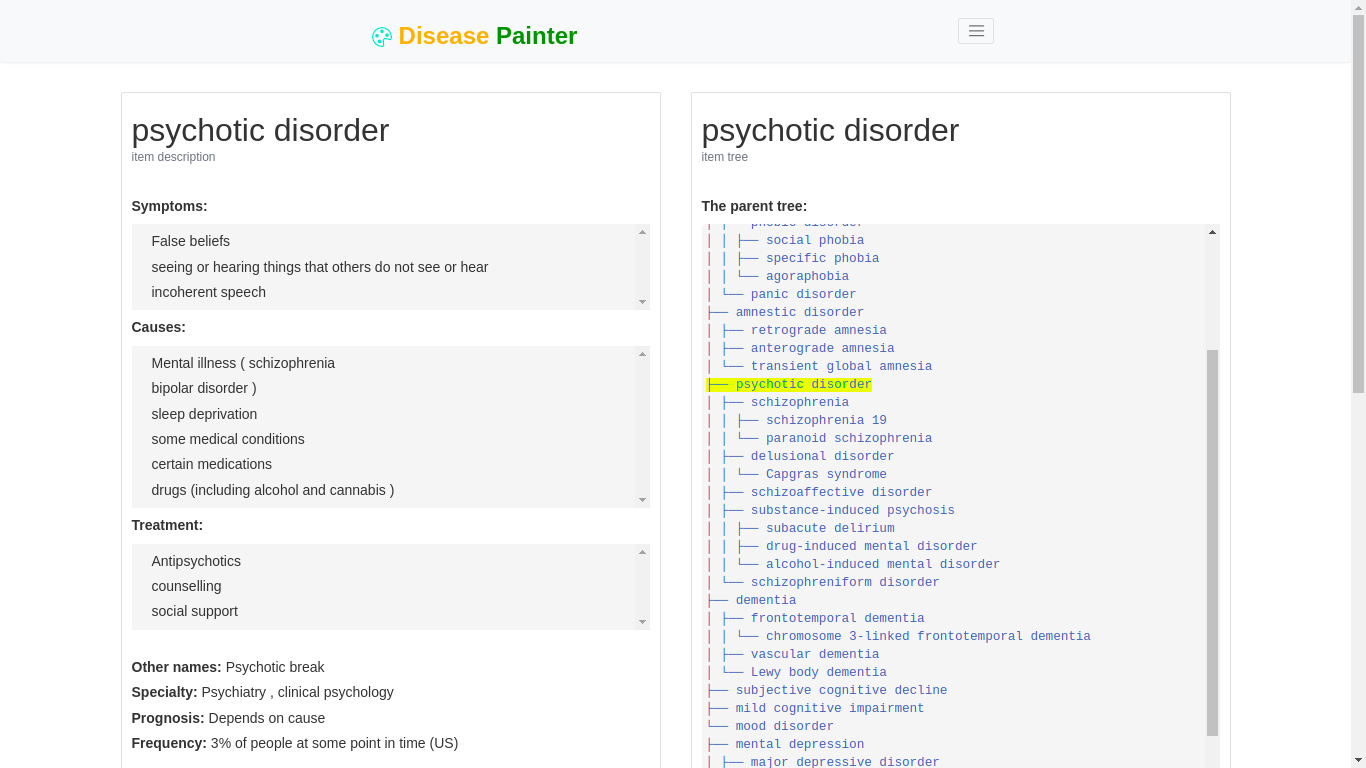 Disease Painter
psychotic disorder
item description
Symptoms:
False beliefs
seeing or hearing things that others do not see or hear
incoherent speech
Causes:
Mental illness ( schizophrenia
bipolar disorder )
sleep deprivation
some medical conditions
certain medications
drugs (including alcohol and cannabis )
Treatment:
Antipsychotics
counselling
social support
Other names: Psychotic break
Specialty: Psychiatry , clinical psychology
Prognosis: Depends on cause
Frequency: 3% of people at some point in time (US)
psychotic disorder
item tree
The parent tree:
│ │ ├── phobic disorder
│ │ ├── social phobia
│ │ ├── specific phobia
│ │ └── agoraphobia
│ └── panic disorder
├── amnestic disorder
│ ├── retrograde amnesia
│ ├── anterograde amnesia
│ └── transient global amnesia
├── psychotic disorder
│ ├── schizophrenia
│ │ ├── schizophrenia 19
│ │ └── paranoid schizophrenia
│ ├── delusional disorder
│ │ └── Capgras syndrome
│ ├── schizoaffective disorder
│ ├── substance-induced psychosis
│ │ ├── subacute delirium
│ │ ├── drug-induced mental disorder
│ │ └── alcohol-induced mental disorder
│ └── schizophreniform disorder
├── dementia
│ ├── frontotemporal dementia
│ │ └── chromosome 3-linked frontotemporal dementia
│ ├── vascular dementia
│ └── Lewy body dementia
├── subjective cognitive decline
├── mild cognitive impairment
└── mood disorder
├── mental depression
│ ├── major depressive disorder